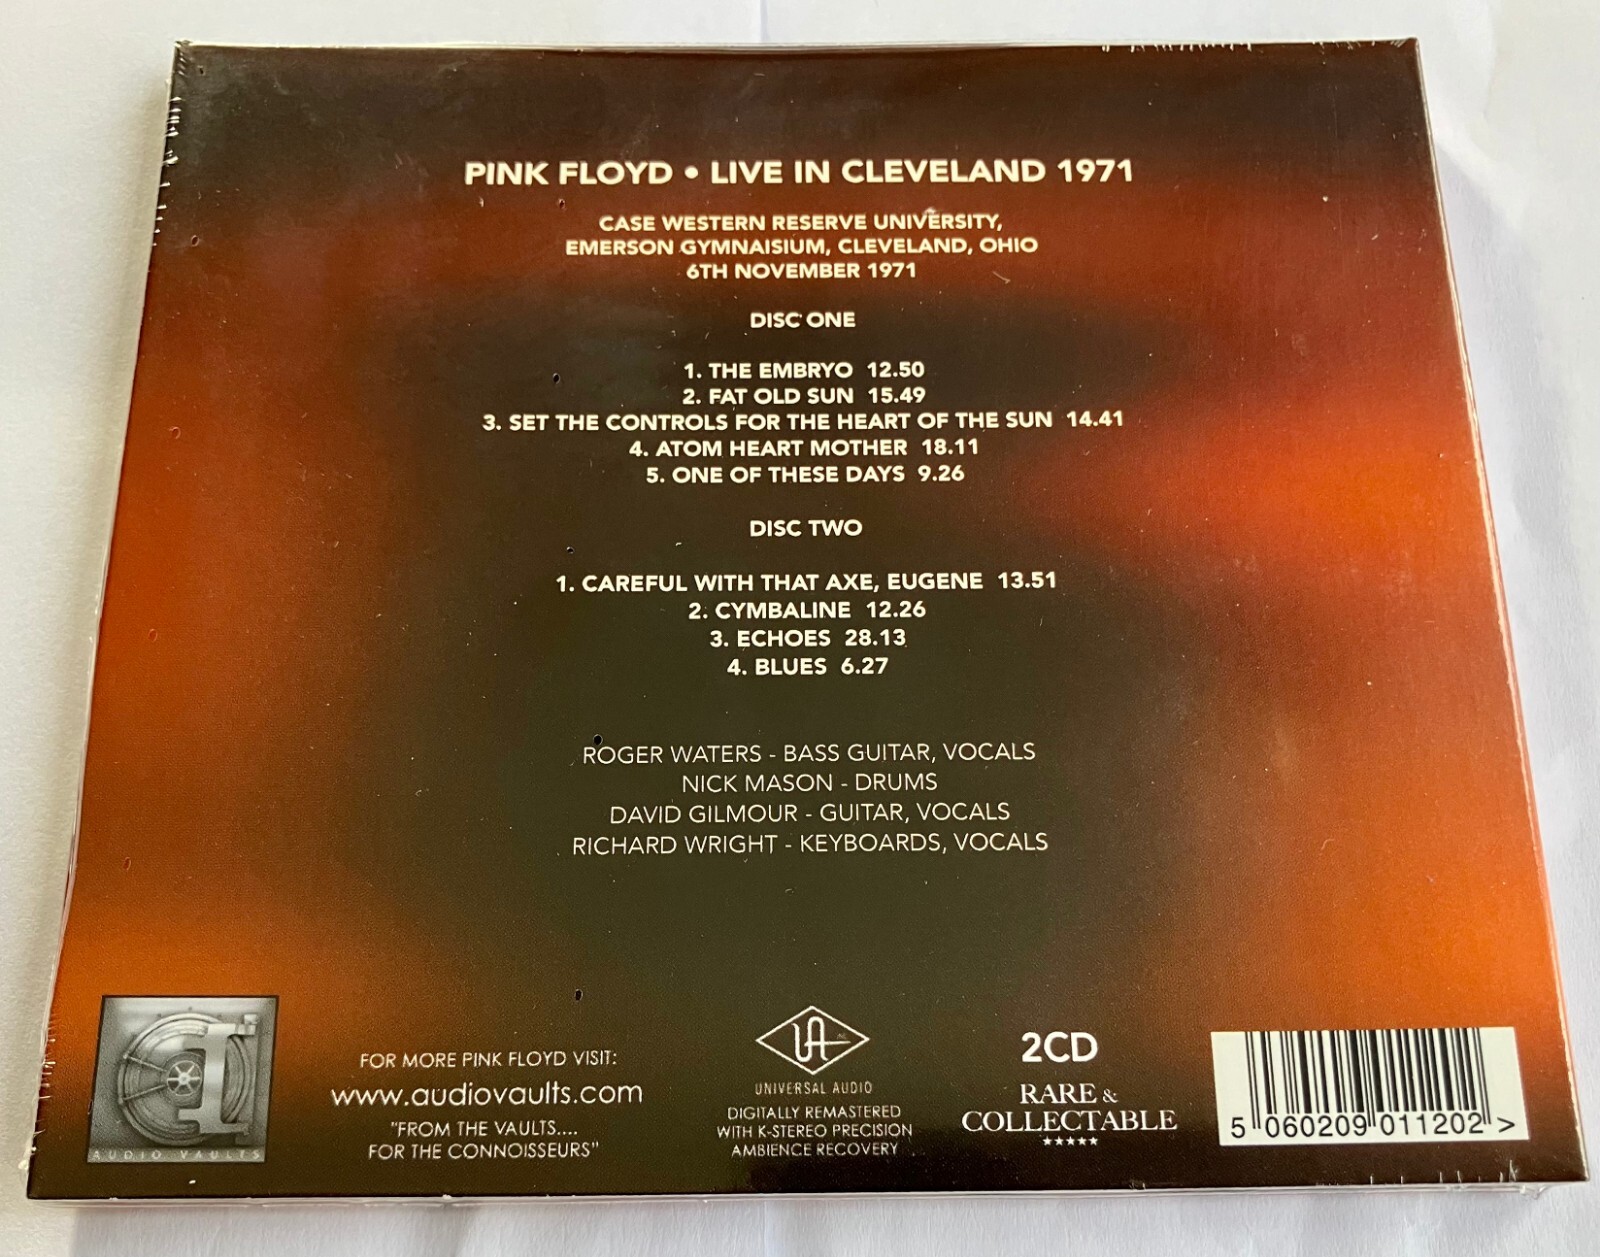 PINK FLOYD • LIVE IN CLEVELAND 1971
CASE WESTERN RESERVE UNIVERSITY,
EMERSON GYMNAISIUM, CLEVELAND, OHIO
6TH NOVEMBER 1971
DISC ONE
1. THE EMBRYO 12.50
2. FAT OLD SUN 15.49
3. SET THE CONTROLS FOR THE HEART OF THE SUN 14.41
4. ATOM HEART MOTHER 18.11
5. ONE OF THESE DAYS 9.26
DISC TWO
1. CAREFUL WITH THAT AXE, EUGENE 13.51
2. CYMBALINE 12.26
3. ECHOES 28.13
4. BLUES 6.27
ROGER WATERS - BASS GUITAR, VOCALS
NICK MASON - DRUMS
DAVID GILMOUR - GUITAR, VOCALS
RICHARD WRIGHT - KEYBOARDS, VOCALS
AUDIO VAULTS
FOR MORE PINK FLOYD VISIT:
www.audiovaults.com
"FROM THE VAULTS....
FOR THE CONNOISSEURS"
UA
UNIVERSAL AUDIO
DIGITALLY REMASTERED
WITH K-STEREO PRECISION
AMBIENCE RECOVERY
2CD
RARE &
COLLECTABLE
★★★★★
5 060209 011202 >